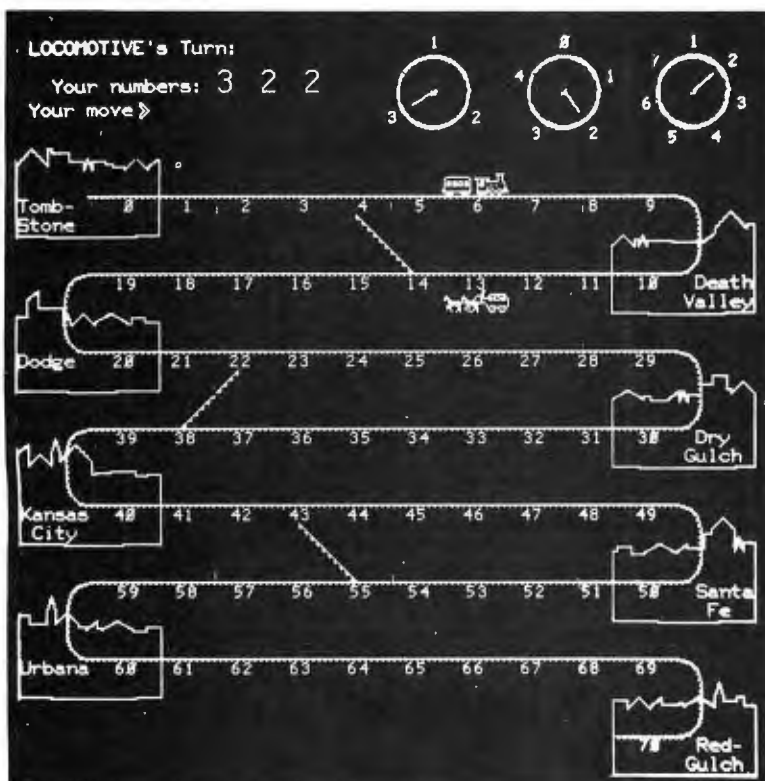 LOCOMOTIVE's Turn:
Your numbers: 3 2 2
Your move >
1
3 2
0
4 1
3 2
1
7 2
6 3
5 4
Tomb-
Stone
0 1 2 3 4 5 6 7 8 9
19 18 17 16 15 14 13 12 11 10
Death
Valley
Dodge
20 21 22 23 24 25 26 27 28 29
39 38 37 36 35 34 33 32 31 30
Dry
Gulch
Kansas
City
40 41 42 43 44 45 46 47 48 49
59 58 57 56 55 54 53 52 51 50
Santa
Fe
Urbana
60 61 62 63 64 65 66 67 68 69
70
Red-
Gulch